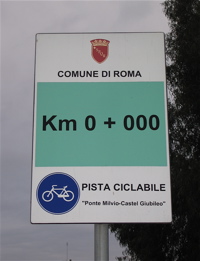 COMUNE DI ROMA
Km 0 + 000
PISTA CICLABILE
"Ponte Milvio-Castel Giubileo"